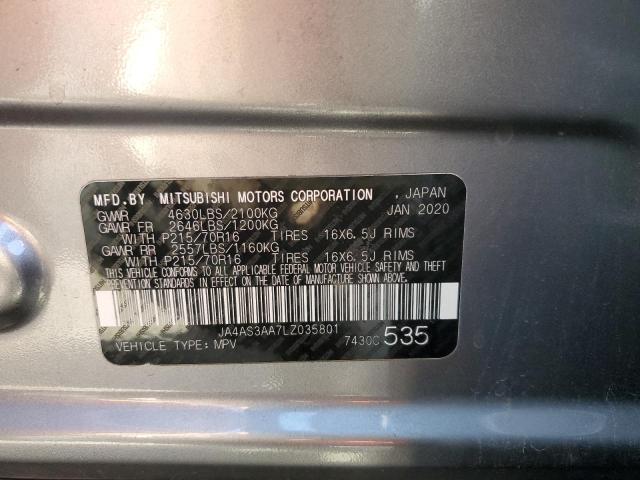 MFD.BY MITSUBISHI MOTORS CORPORATION , JAPAN
GVWR 4630LBS/2100KG JAN 2020
GAWR FR 2646LBS/1200KG
WITH P215/70R16 TIRES 16X6.5J RIMS
GAWR RR 2557LBS/1160KG
WITH P215/70R16 TIRES 16X6.5J RIMS
THIS VEHICLE CONFORMS TO ALL APPLICABLE FEDERAL MOTOR VEHICLE SAFETY AND THEFT
PREVENTION STANDARDS IN EFFECT ON THE DATE OF MANUFACTURE SHOWN ABOVE.
JA4AS3AA7LZ035801
VEHICLE TYPE:MPV 7430C 535